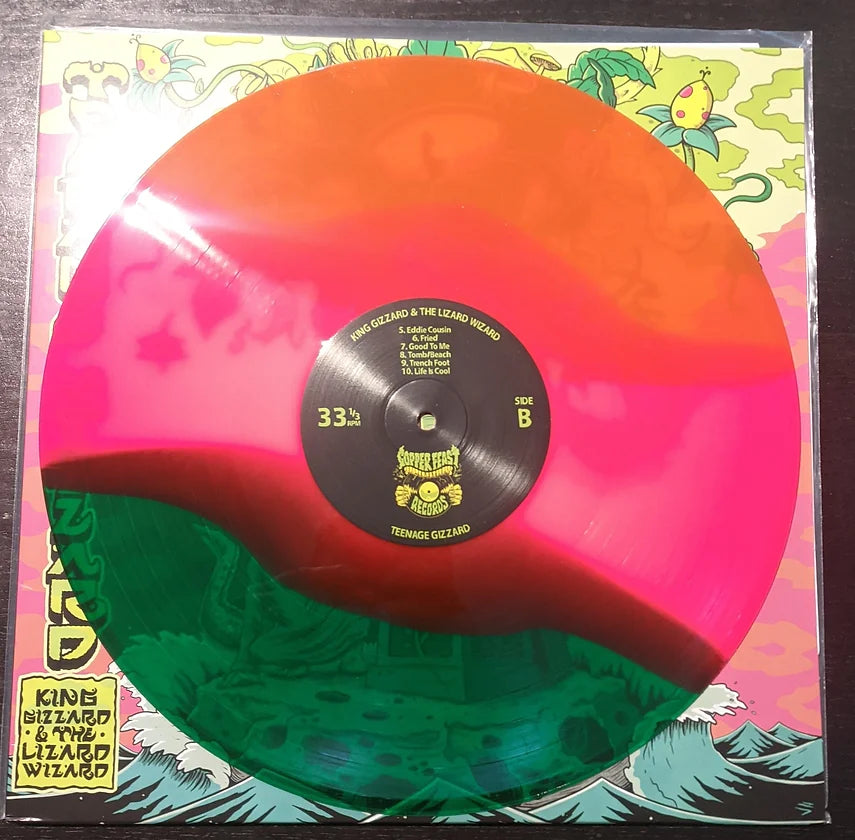 KING GIZZARD & THE LIZARD WIZARD
5. Eddie Cousin
6. Fried
7. Good To Me
8. Tomb/Beach
9. Trench Foot
10. Life Is Cool
33 1/3
RPM
SIDE
B
COPPER FEAST
RECORDS
TEENAGE GIZZARD
KING
GIZZARD
& THE
LIZARD
WIZARD